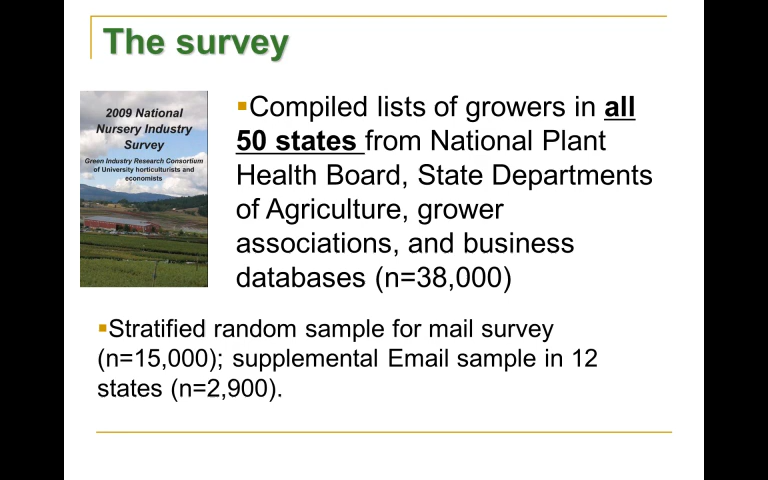 The survey
2009 National
Nursery Industry
Survey
Green Industry Research Consortium
of University horticulturists and
economists
▪Compiled lists of growers in all
50 states from National Plant
Health Board, State Departments
of Agriculture, grower
associations, and business
databases (n=38,000)
▪Stratified random sample for mail survey
(n=15,000); supplemental Email sample in 12
states (n=2,900).